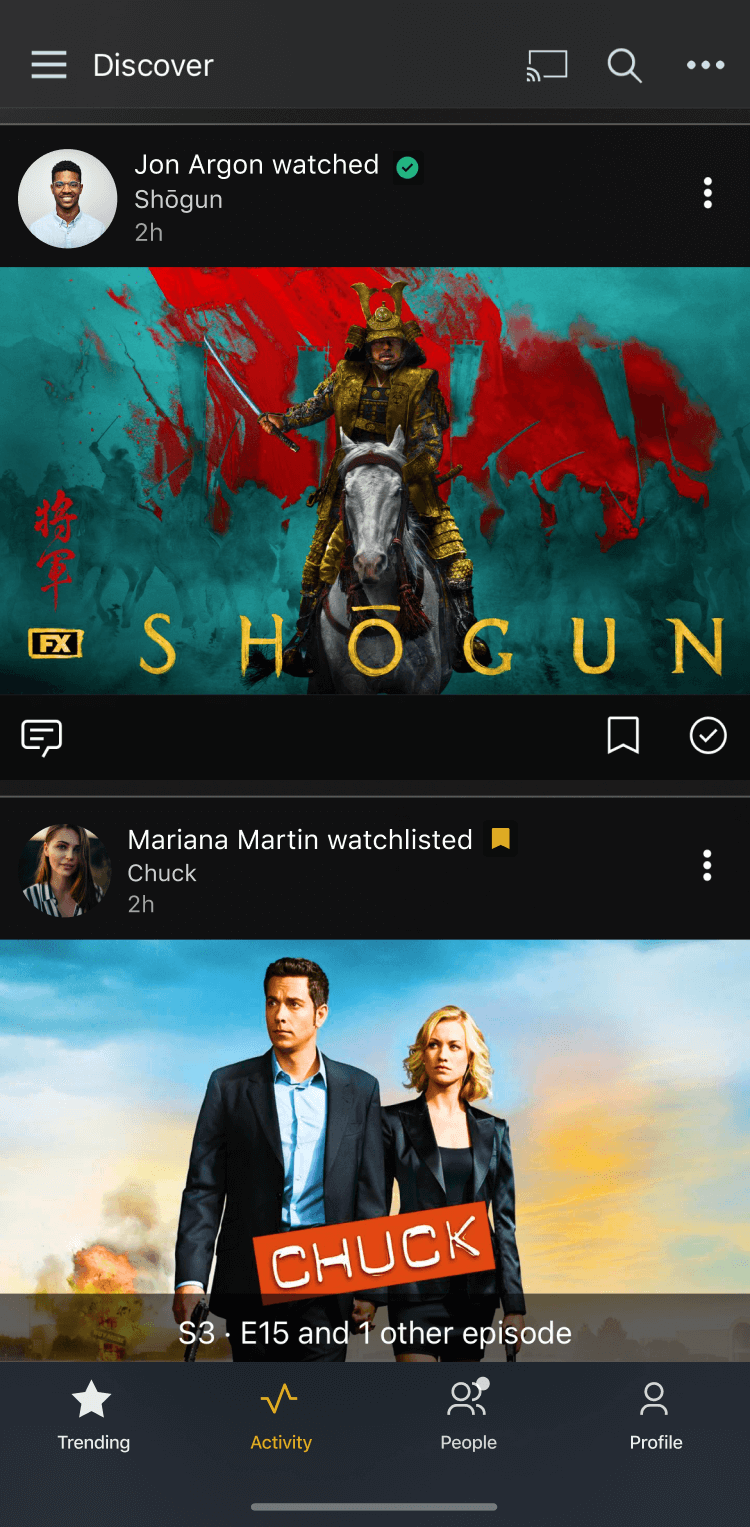 Discover
Jon Argon watched
Shōgun
2h
将軍
FX
SHŌGUN
Mariana Martin watchlisted
Chuck
2h
CHUCK
S3 · E15 and 1 other episode
Trending
Activity
People
Profile